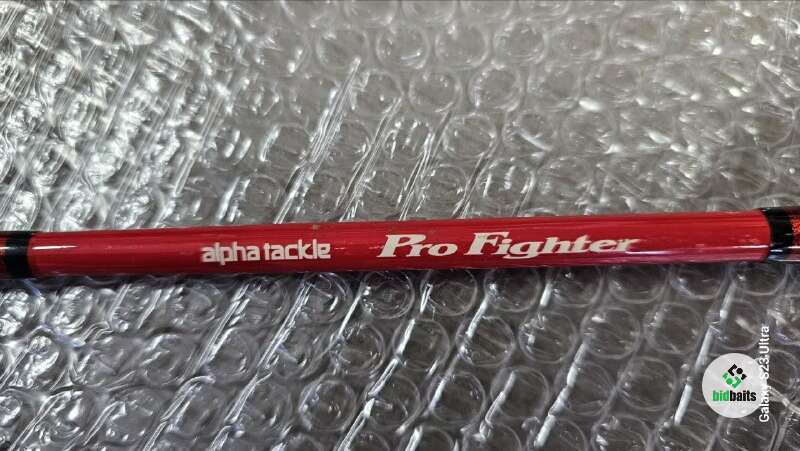 alpha tackle Pro Fighter
bidbaits
Galaxy S23 Ultra